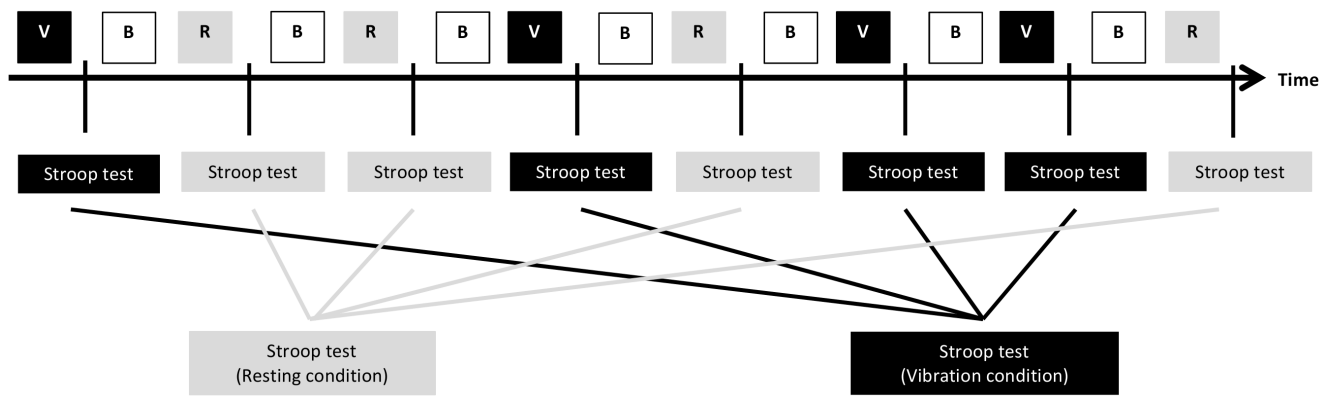 V B R B R B V B R B V B V B R
Time
Stroop test Stroop test Stroop test Stroop test Stroop test Stroop test Stroop test Stroop test
Stroop test
(Resting condition)
Stroop test
(Vibration condition)